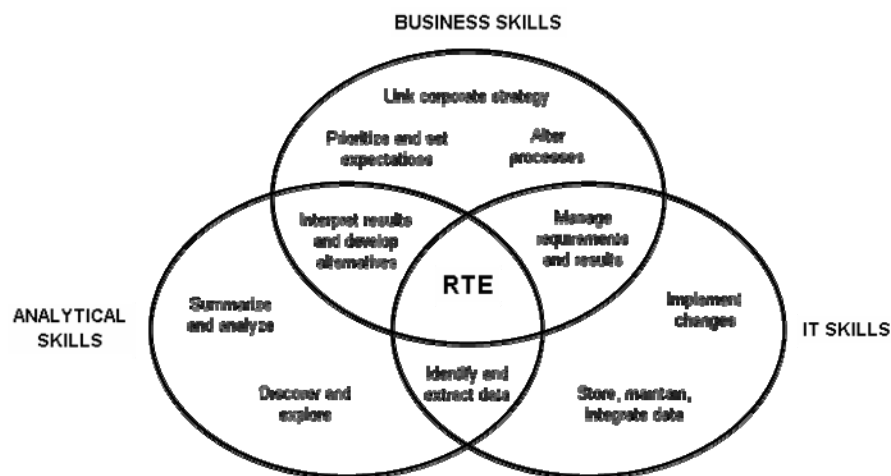 BUSINESS SKILLS
Link corporate strategy
Prioritize and set
expectations
Alter
processes
Interpret results
and develop
alternatives
Manage
requirements
and results
RTE
ANALYTICAL
SKILLS
Summarize
and analyze
Implement
changes
IT SKILLS
Identify and
extract data
Discover and
explore
Store, maintain,
integrate data